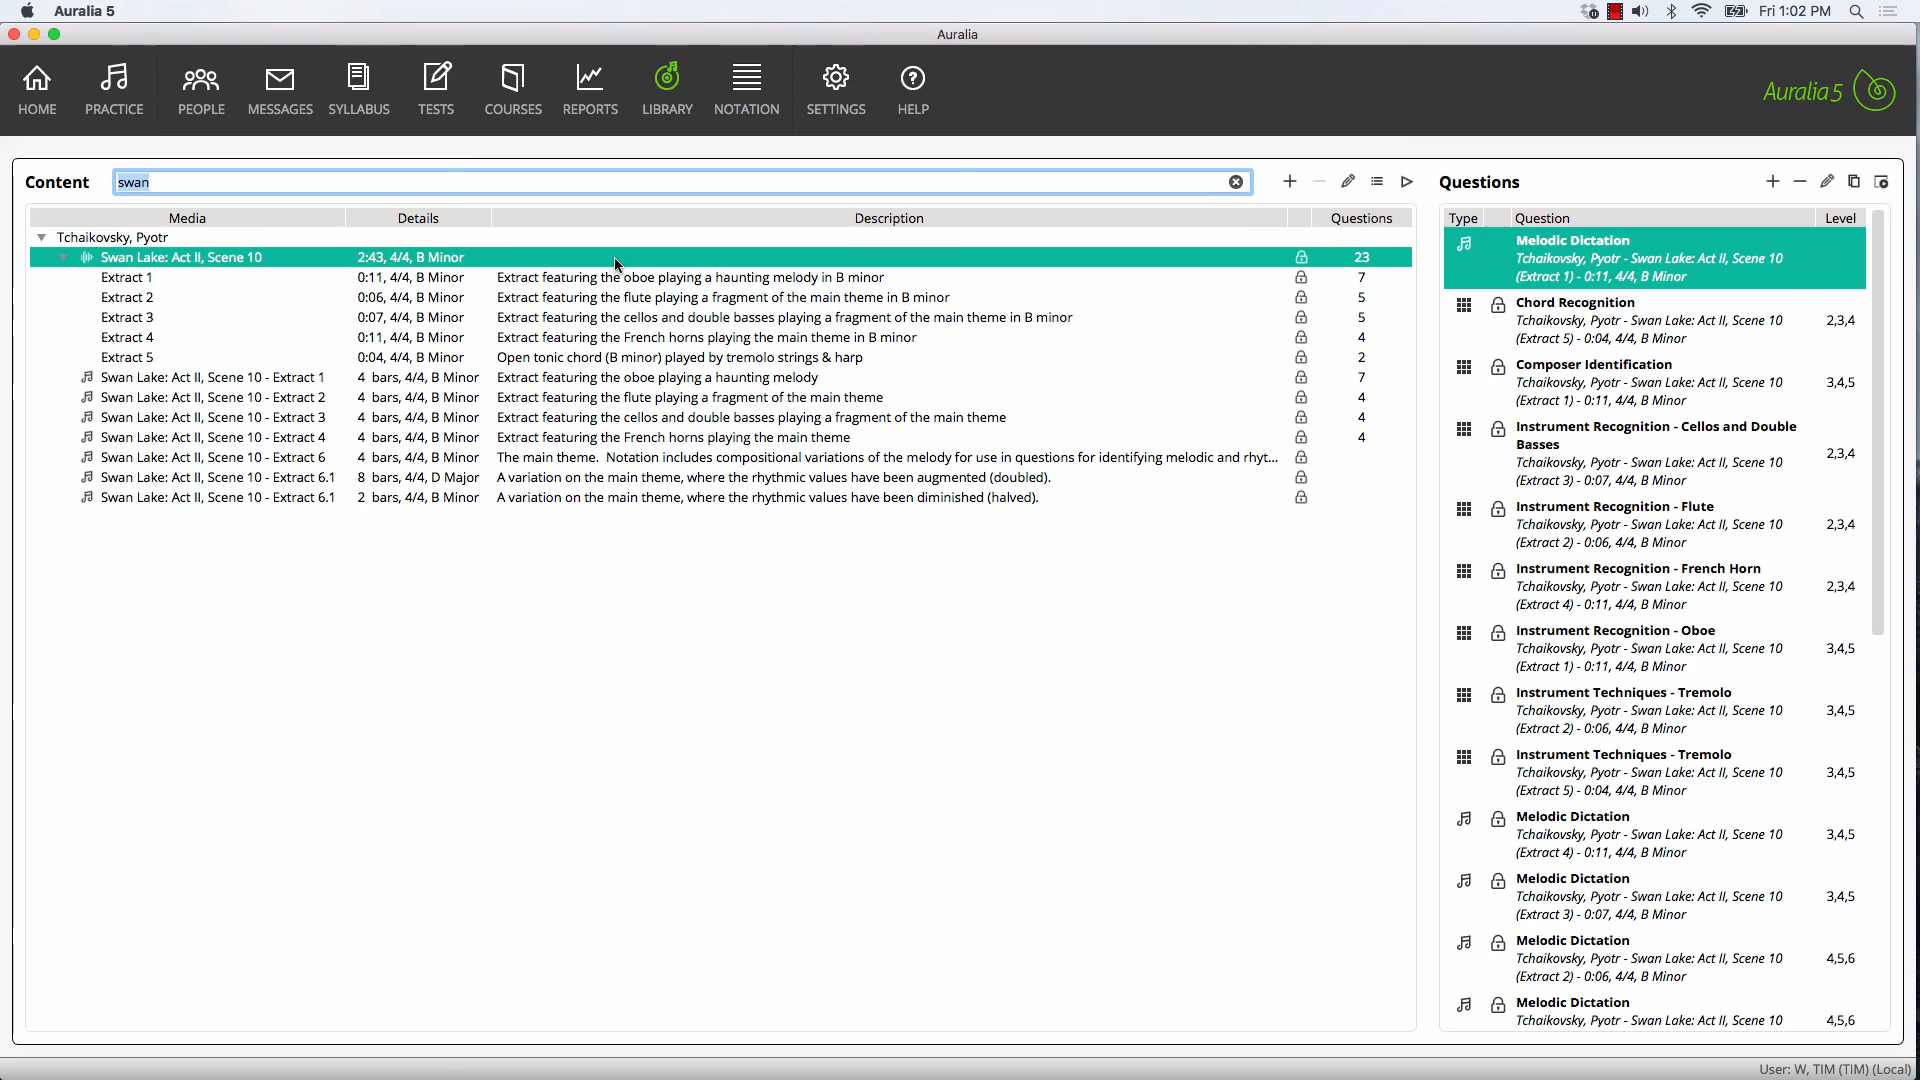 Auralia 5
Fri 1:02 PM
Auralia
HOME PRACTICE PEOPLE MESSAGES SYLLABUS TESTS COURSES REPORTS LIBRARY NOTATION SETTINGS HELP
Auralia 5
Content swan
Media Details Description Questions
Tchaikovsky, Pyotr
Swan Lake: Act II, Scene 10 2:43, 4/4, B Minor 23
Extract 1 0:11, 4/4, B Minor Extract featuring the oboe playing a haunting melody in B minor 7
Extract 2 0:06, 4/4, B Minor Extract featuring the flute playing a fragment of the main theme in B minor 5
Extract 3 0:07, 4/4, B Minor Extract featuring the cellos and double basses playing a fragment of the main theme in B minor 5
Extract 4 0:11, 4/4, B Minor Extract featuring the French horns playing the main theme in B minor 4
Extract 5 0:04, 4/4, B Minor Open tonic chord (B minor) played by tremolo strings & harp 2
Swan Lake: Act II, Scene 10 - Extract 1 4 bars, 4/4, B Minor Extract featuring the oboe playing a haunting melody 7
Swan Lake: Act II, Scene 10 - Extract 2 4 bars, 4/4, B Minor Extract featuring the flute playing a fragment of the main theme 4
Swan Lake: Act II, Scene 10 - Extract 3 4 bars, 4/4, B Minor Extract featuring the cellos and double basses playing a fragment of the main theme 4
Swan Lake: Act II, Scene 10 - Extract 4 4 bars, 4/4, B Minor Extract featuring the French horns playing the main theme 4
Swan Lake: Act II, Scene 10 - Extract 6 4 bars, 4/4, B Minor The main theme. Notation includes compositional variations of the melody for use in questions for identifying melodic and rhyt...
Swan Lake: Act II, Scene 10 - Extract 6.1 8 bars, 4/4, D Major A variation on the main theme, where the rhythmic values have been augmented (doubled).
Swan Lake: Act II, Scene 10 - Extract 6.1 2 bars, 4/4, B Minor A variation on the main theme, where the rhythmic values have been diminished (halved).
Questions
Type Question Level
Melodic Dictation
Tchaikovsky, Pyotr - Swan Lake: Act II, Scene 10
(Extract 1) - 0:11, 4/4, B Minor
Chord Recognition
Tchaikovsky, Pyotr - Swan Lake: Act II, Scene 10 2,3,4
(Extract 5) - 0:04, 4/4, B Minor
Composer Identification
Tchaikovsky, Pyotr - Swan Lake: Act II, Scene 10 3,4,5
(Extract 1) - 0:11, 4/4, B Minor
Instrument Recognition - Cellos and Double
Basses 2,3,4
Tchaikovsky, Pyotr - Swan Lake: Act II, Scene 10
(Extract 3) - 0:07, 4/4, B Minor
Instrument Recognition - Flute
Tchaikovsky, Pyotr - Swan Lake: Act II, Scene 10 2,3,4
(Extract 2) - 0:06, 4/4, B Minor
Instrument Recognition - French Horn
Tchaikovsky, Pyotr - Swan Lake: Act II, Scene 10 2,3,4
(Extract 4) - 0:11, 4/4, B Minor
Instrument Recognition - Oboe
Tchaikovsky, Pyotr - Swan Lake: Act II, Scene 10 3,4,5
(Extract 1) - 0:11, 4/4, B Minor
Instrument Techniques - Tremolo
Tchaikovsky, Pyotr - Swan Lake: Act II, Scene 10 3,4,5
(Extract 2) - 0:06, 4/4, B Minor
Instrument Techniques - Tremolo
Tchaikovsky, Pyotr - Swan Lake: Act II, Scene 10 3,4,5
(Extract 5) - 0:04, 4/4, B Minor
Melodic Dictation
Tchaikovsky, Pyotr - Swan Lake: Act II, Scene 10 3,4,5
(Extract 4) - 0:11, 4/4, B Minor
Melodic Dictation
Tchaikovsky, Pyotr - Swan Lake: Act II, Scene 10 3,4,5
(Extract 3) - 0:07, 4/4, B Minor
Melodic Dictation
Tchaikovsky, Pyotr - Swan Lake: Act II, Scene 10 4,5,6
(Extract 2) - 0:06, 4/4, B Minor
Melodic Dictation
Tchaikovsky, Pyotr - Swan Lake: Act II, Scene 10 4,5,6
User: W, TIM (TIM) (Local)